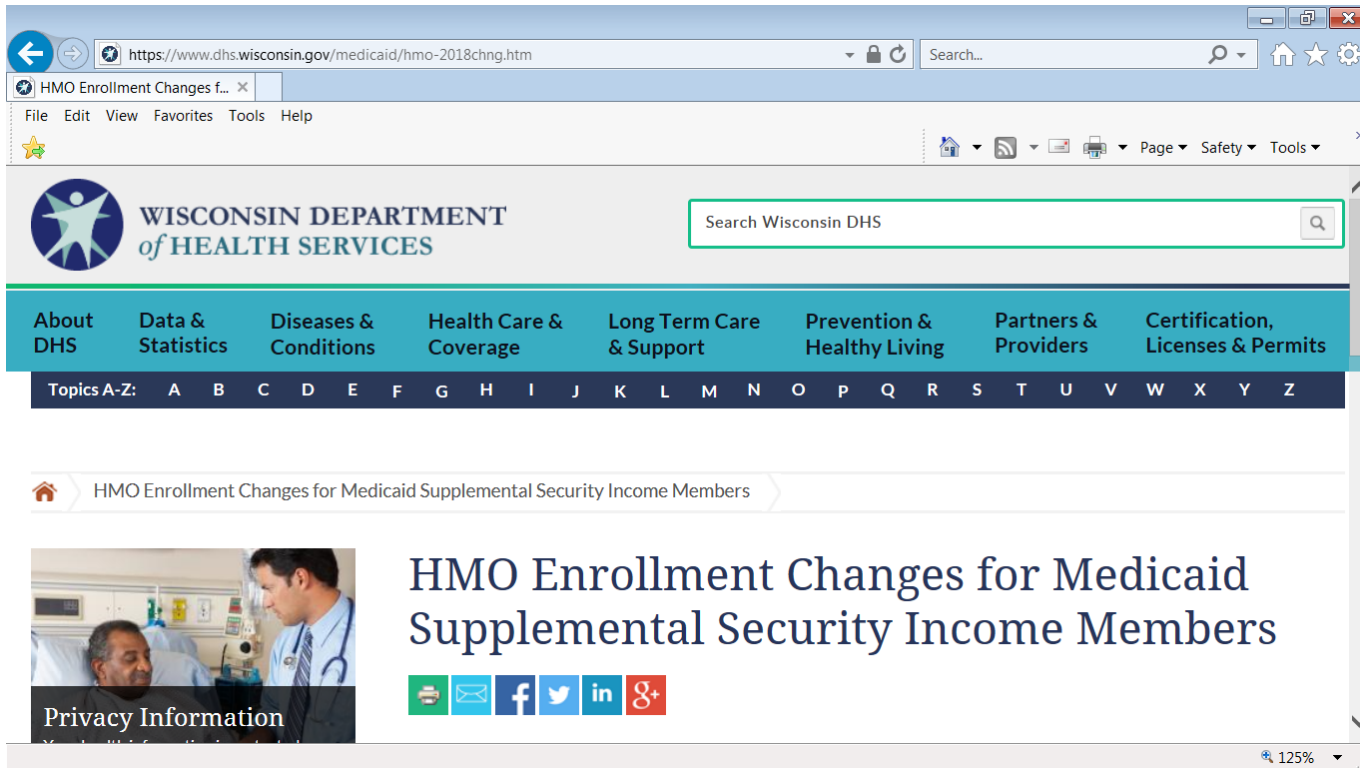 https://www.dhs.wisconsin.gov/medicaid/hmo-2018chng.htm
Search...
HMO Enrollment Changes f...
File Edit View Favorites Tools Help
Page Safety Tools
WISCONSIN DEPARTMENT
of HEALTH SERVICES
Search Wisconsin DHS
About DHS
Data & Statistics
Diseases & Conditions
Health Care & Coverage
Long Term Care & Support
Prevention & Healthy Living
Partners & Providers
Certification, Licenses & Permits
Topics A-Z: A B C D E F G H I J K L M N O P Q R S T U V W X Y Z
HMO Enrollment Changes for Medicaid Supplemental Security Income Members
HMO Enrollment Changes for Medicaid
Supplemental Security Income Members
f in g+
Privacy Information
125%